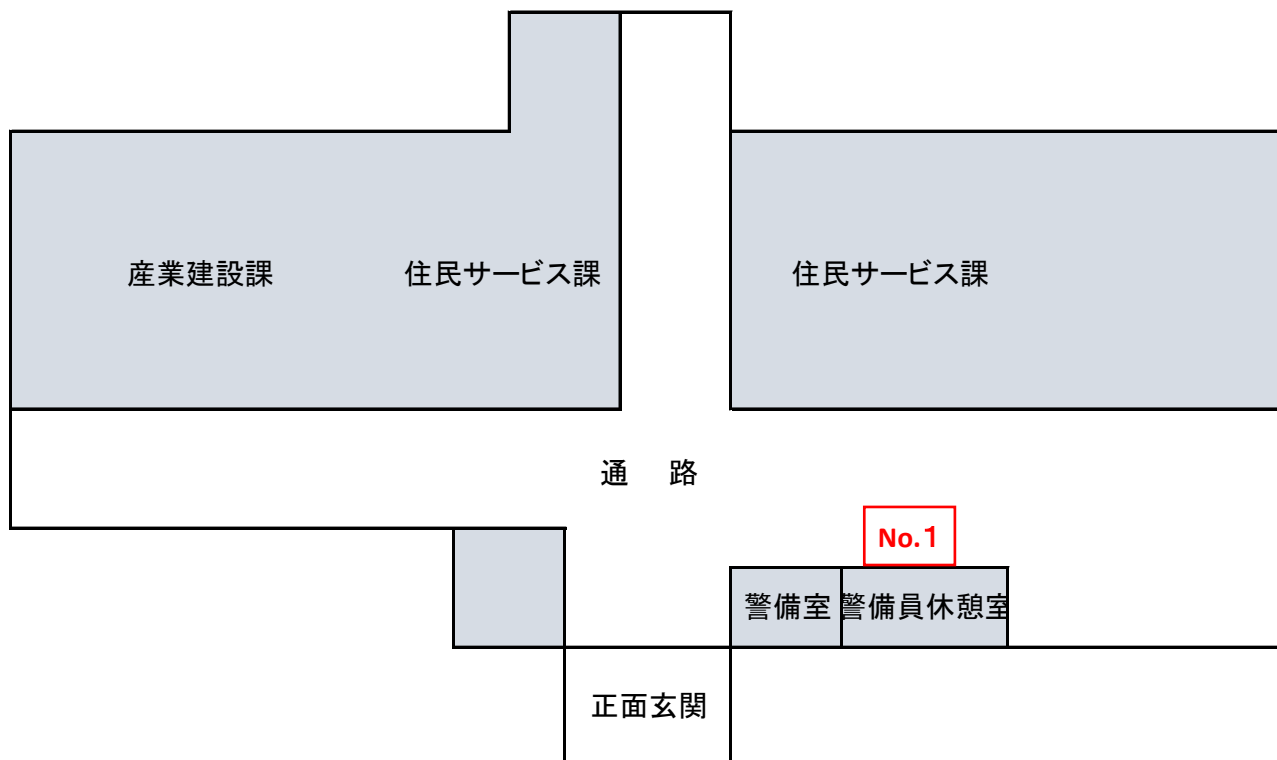 産業建設課
住民サービス課
住民サービス課
通 路
No.1
警備室
警備員休憩室
正面玄関